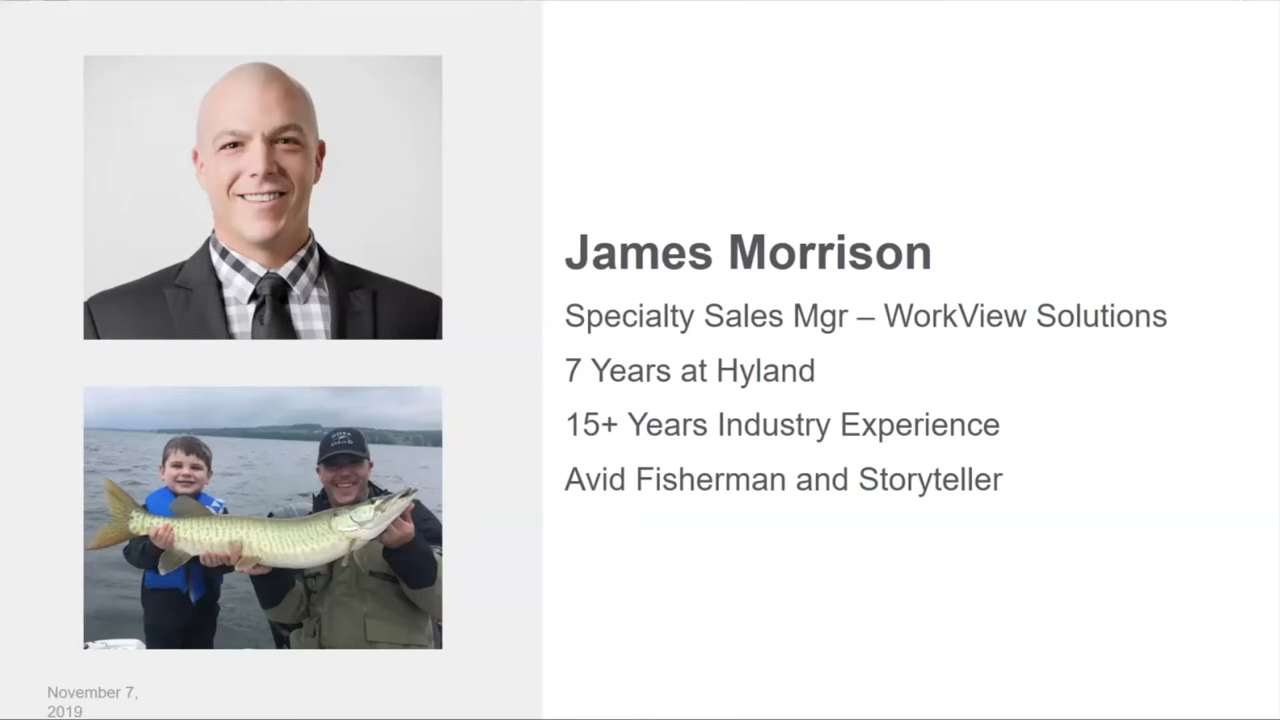 James Morrison
Specialty Sales Mgr – WorkView Solutions
7 Years at Hyland
15+ Years Industry Experience
Avid Fisherman and Storyteller
November 7,
2019